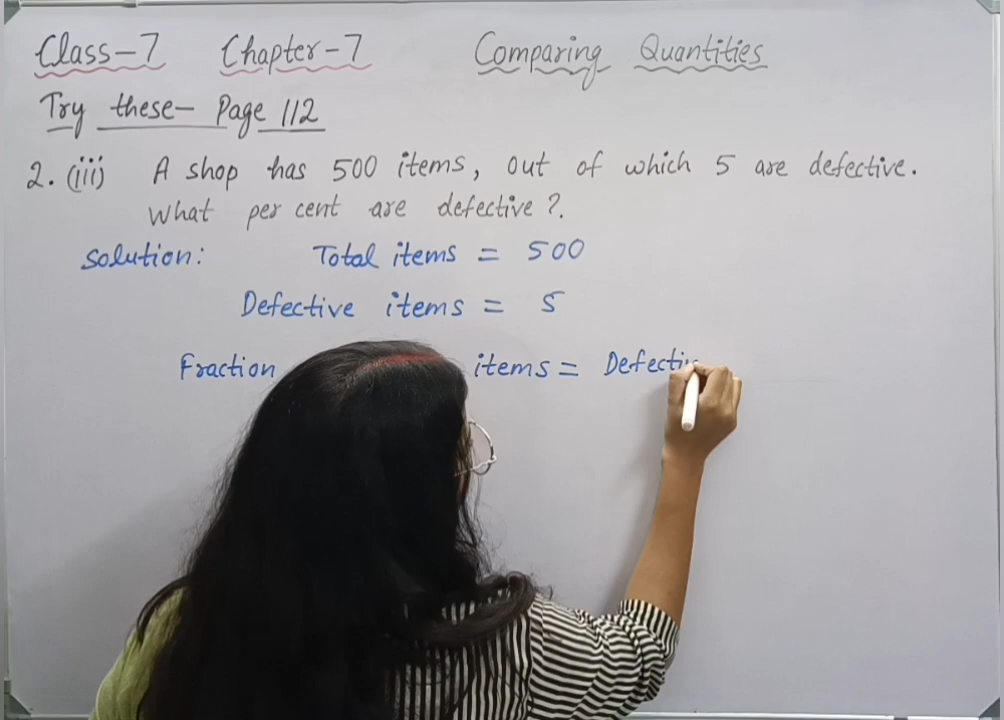 Class-7 Chapter-7 Comparing Quantities
Try these- Page 112
2. (iii) A shop has 500 items, out of which 5 are defective.
What per cent are defective ?.
Solution: Total items = 500
Defective items = 5
Fraction items = Defecti